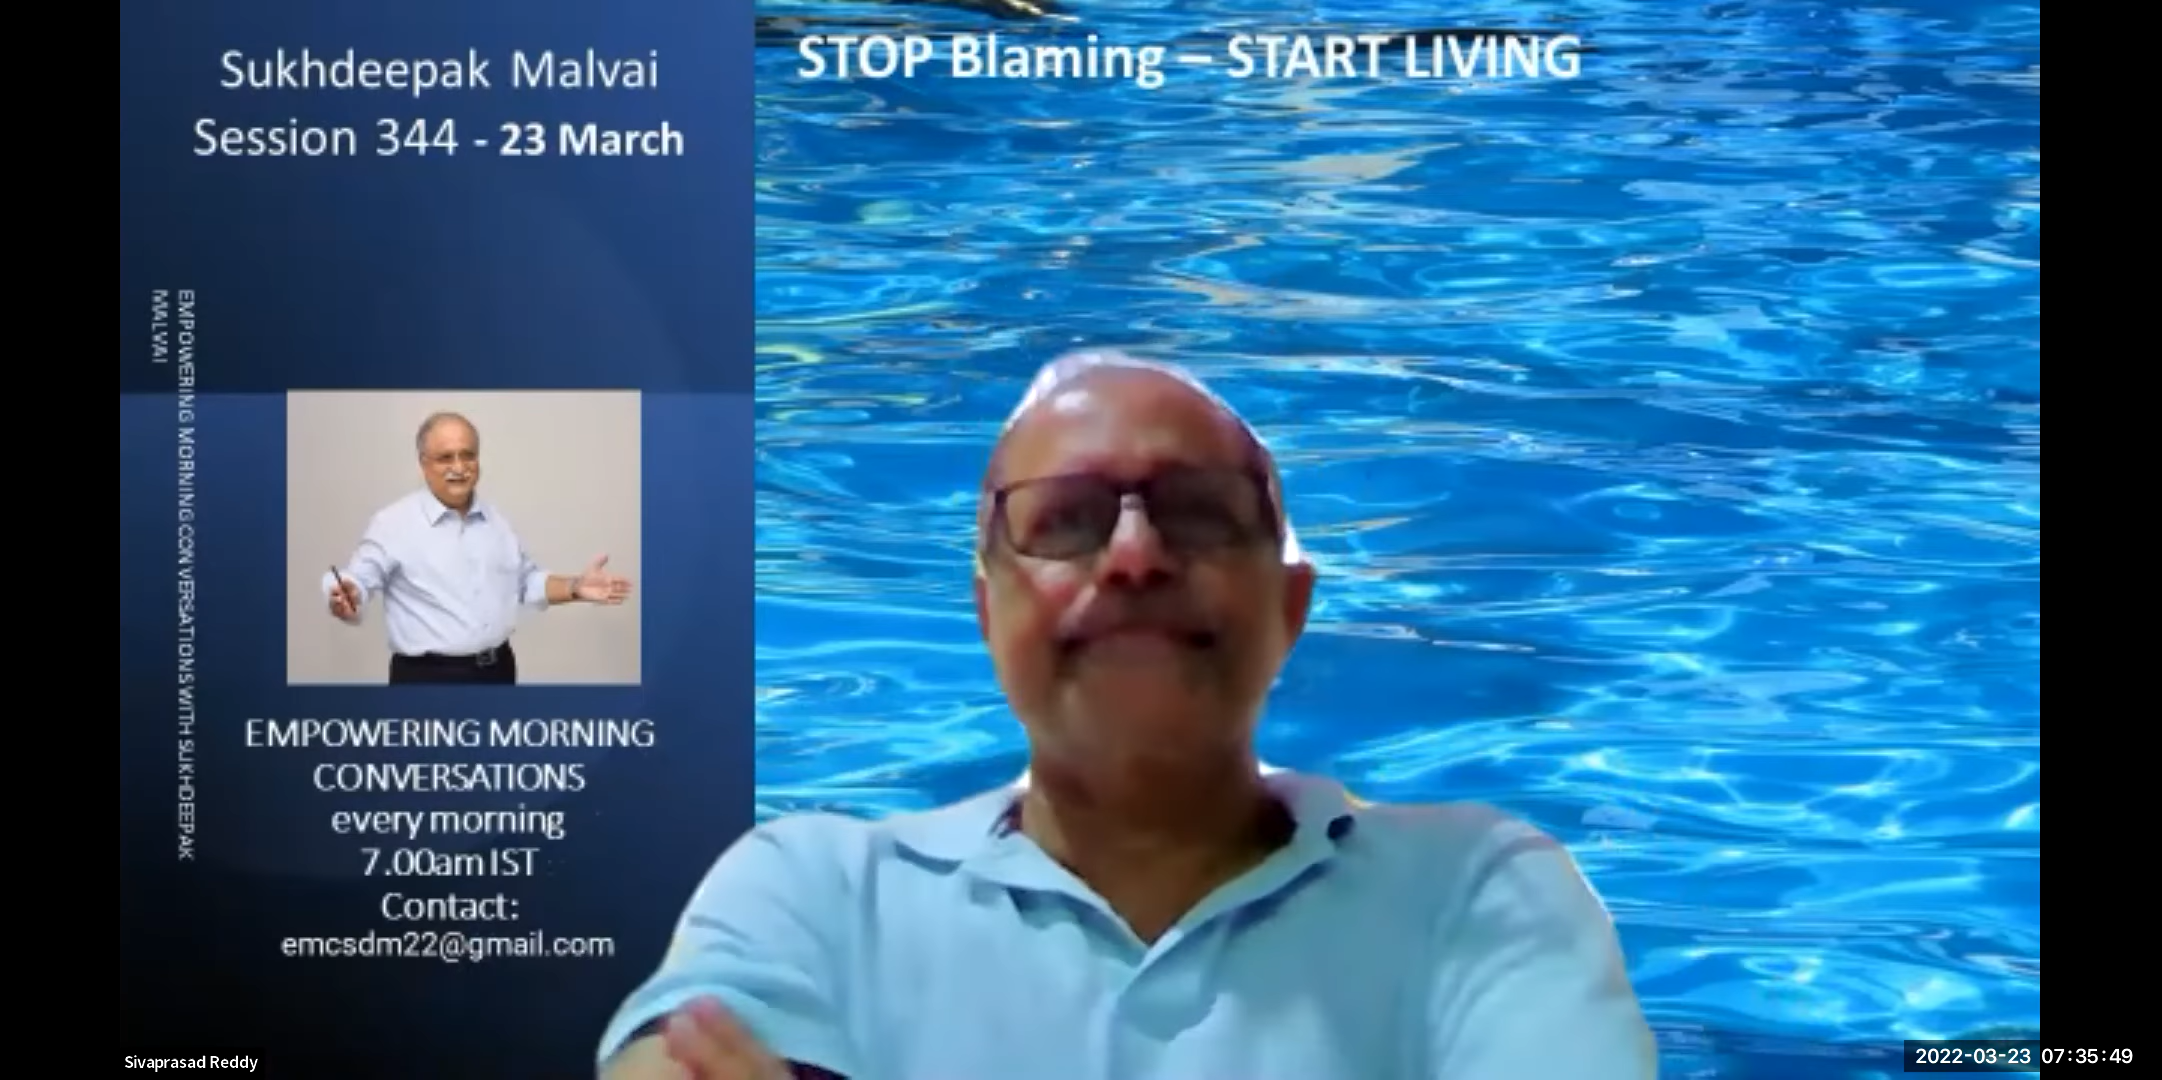 Sukhdeepak Malvai
Session 344 - 23 March
STOP Blaming – START LIVING
EMPOWERING MORNING CONVERSATIONS WITH SUKHDEEPAK
MALVAI
EMPOWERING MORNING
CONVERSATIONS
every morning
7.00am IST
Contact:
emcsdm22@gmail.com
Sivaprasad Reddy
2022-03-23 07:35:49